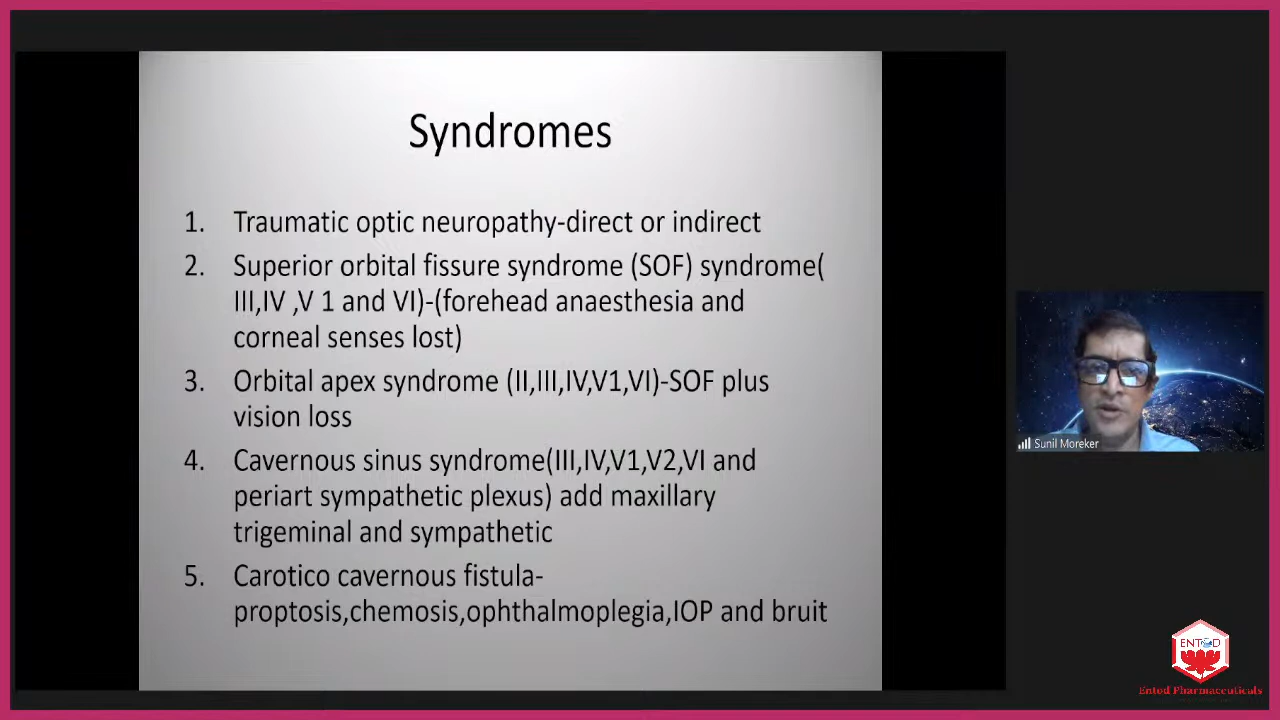 Syndromes
1. Traumatic optic neuropathy-direct or indirect
2. Superior orbital fissure syndrome (SOF) syndrome(
III,IV ,V 1 and VI)-(forehead anaesthesia and
corneal senses lost)
3. Orbital apex syndrome (II,III,IV,V1,VI)-SOF plus
vision loss
4. Cavernous sinus syndrome(III,IV,V1,V2,VI and
periart sympathetic plexus) add maxillary
trigeminal and sympathetic
5. Carotico cavernous fistula-
proptosis,chemosis,ophthalmoplegia,IOP and bruit
Sunil Moreker
ENTOD
Entod Pharmaceuticals